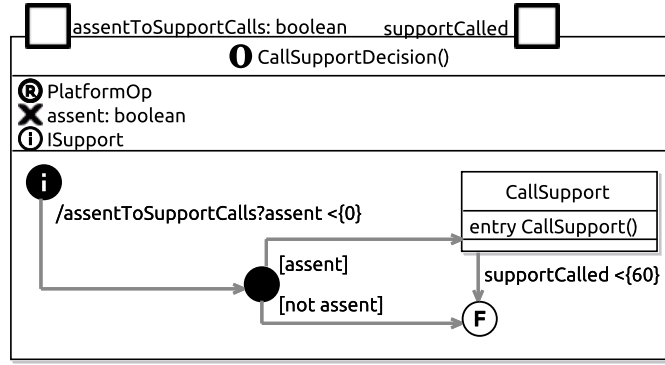 assentToSupportCalls: boolean
supportCalled
O CallSupportDecision()
R PlatformOp
assent: boolean
i ISupport
i
/assentToSupportCalls?assent <{0}
CallSupport
entry CallSupport()
[assent]
supportCalled <{60}
[not assent]
F